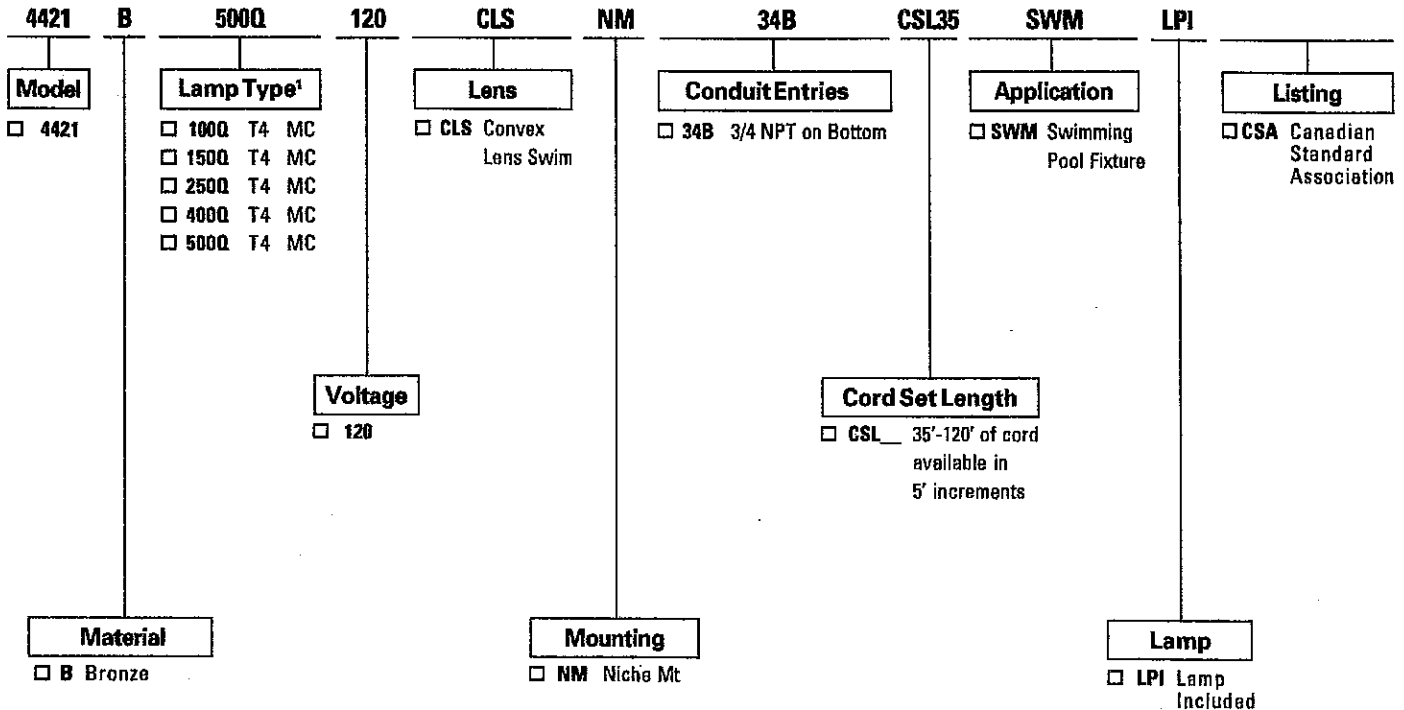 4421 B 500Q 120 CLS NM 34B CSL35 SWM LPI
Model
☐ 4421
Lamp Type¹
☐ 100Q T4 MC
☐ 150Q T4 MC
☐ 250Q T4 MC
☐ 400Q T4 MC
☐ 500Q T4 MC
Lens
☐ CLS Convex
Lens Swim
Conduit Entries
☐ 34B 3/4 NPT on Bottom
Application
☐ SWM Swimming
Pool Fixture
Listing
☐ CSA Canadian
Standard
Association
Voltage
☐ 120
Cord Set Length
☐ CSL__ 35'-120' of cord
available in
5' increments
Material
☐ B Bronze
Mounting
☐ NM Niche Mt
Lamp
☐ LPI Lamp
Included